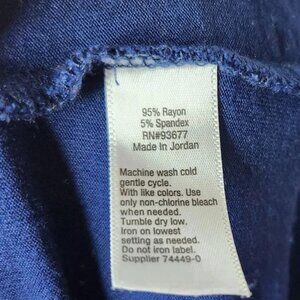 95% Rayon
5% Spandex
RN#93677
Made In Jordan
Machine wash cold
gentle cycle.
With like colors. Use
only non-chlorine bleach
when needed.
Tumble dry low.
Iron on lowest
setting as needed.
Do not iron label.
Supplier 74449-0